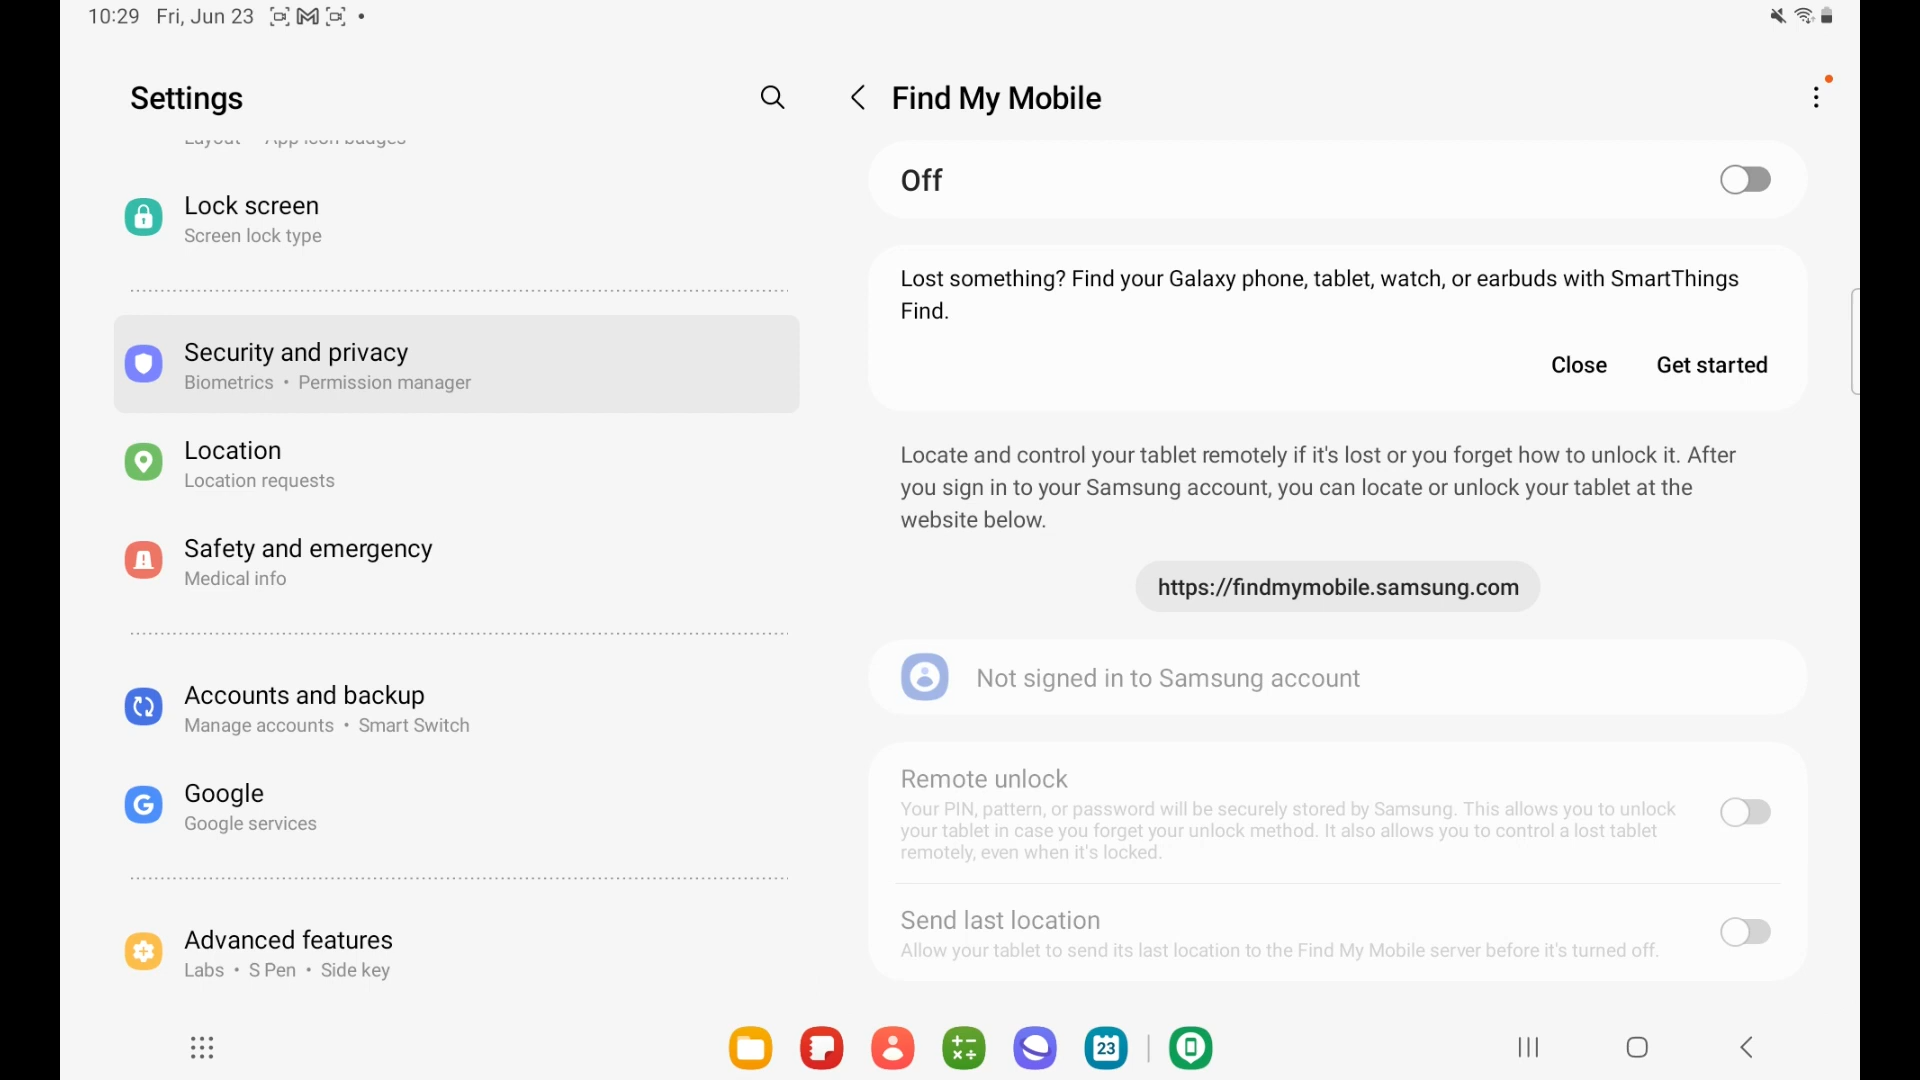 10:29 Fri, Jun 23
Settings
Layout • App icon badges
Lock screen
Screen lock type
Security and privacy
Biometrics • Permission manager
Location
Location requests
Safety and emergency
Medical info
Accounts and backup
Manage accounts • Smart Switch
Google
Google services
Advanced features
Labs • S Pen • Side key
Find My Mobile
Off
Lost something? Find your Galaxy phone, tablet, watch, or earbuds with SmartThings
Find.
Close Get started
Locate and control your tablet remotely if it's lost or you forget how to unlock it. After
you sign in to your Samsung account, you can locate or unlock your tablet at the
website below.
https://findmymobile.samsung.com
Not signed in to Samsung account
Remote unlock
Your PIN, pattern, or password will be securely stored by Samsung. This allows you to unlock
your tablet in case you forget your unlock method. It also allows you to control a lost tablet
remotely, even when it's locked.
Send last location
Allow your tablet to send its last location to the Find My Mobile server before it's turned off.
23